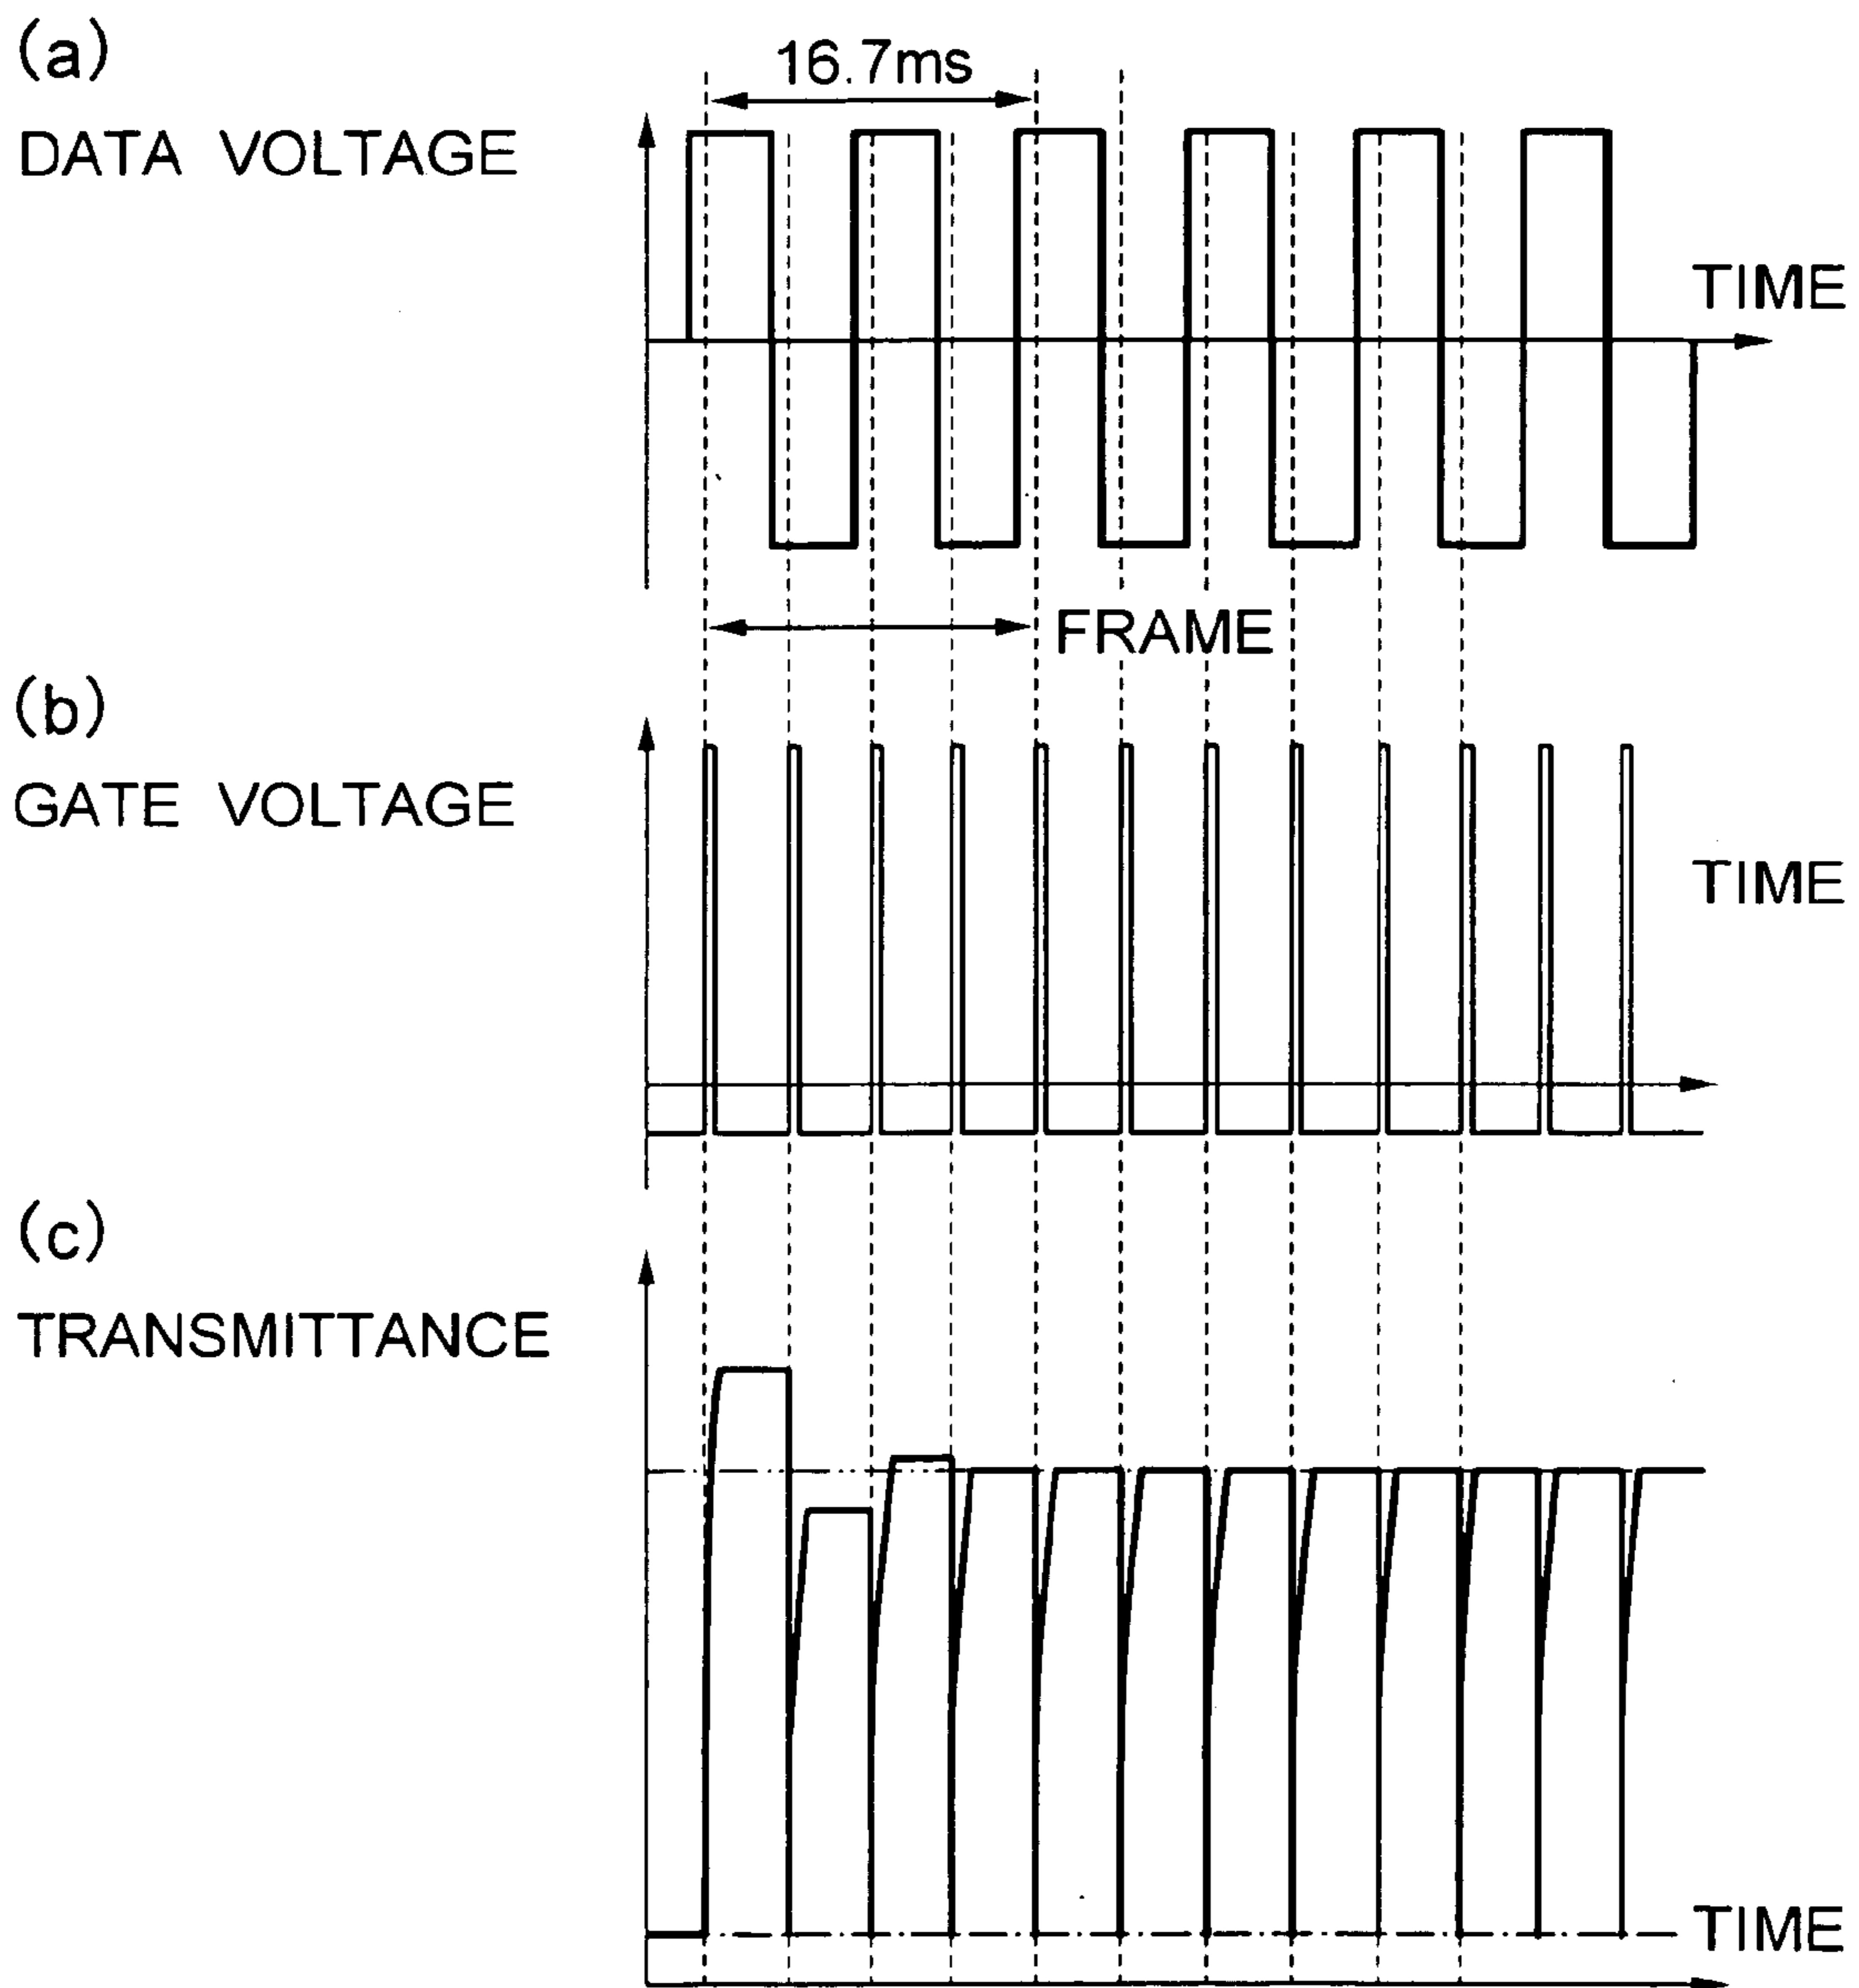 (a)
16.7ms
DATA VOLTAGE
TIME
FRAME
(b)
GATE VOLTAGE
TIME
(c)
TRANSMITTANCE
TIME